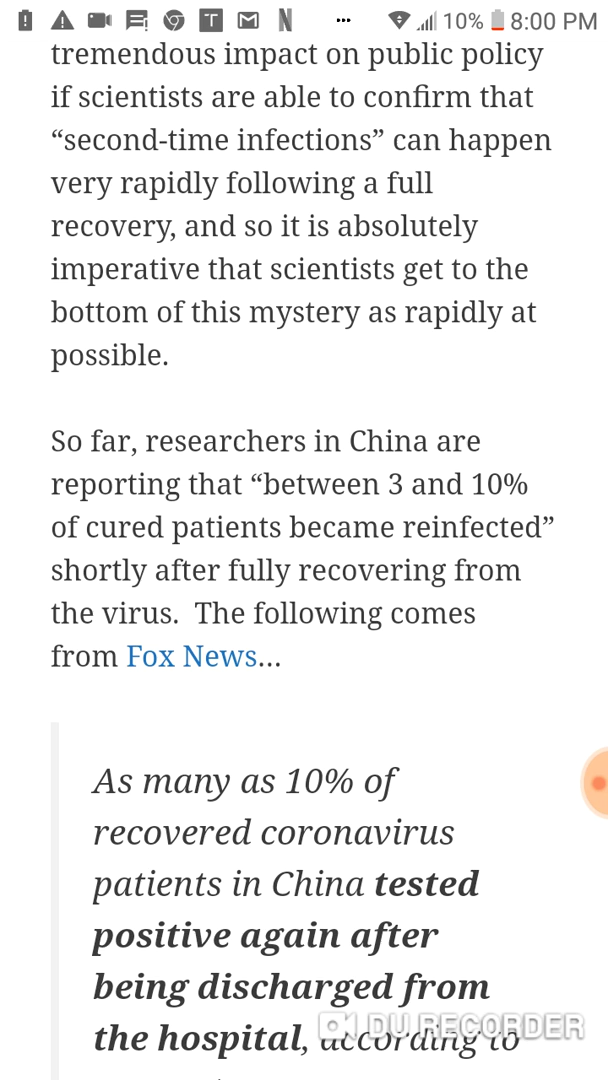 10% 8:00 PM
tremendous impact on public policy
if scientists are able to confirm that
“second-time infections” can happen
very rapidly following a full
recovery, and so it is absolutely
imperative that scientists get to the
bottom of this mystery as rapidly at
possible.
So far, researchers in China are
reporting that “between 3 and 10%
of cured patients became reinfected”
shortly after fully recovering from
the virus.  The following comes
from Fox News…
As many as 10% of
recovered coronavirus
patients in China tested
positive again after
being discharged from
the hospital, according to
DU RECORDER